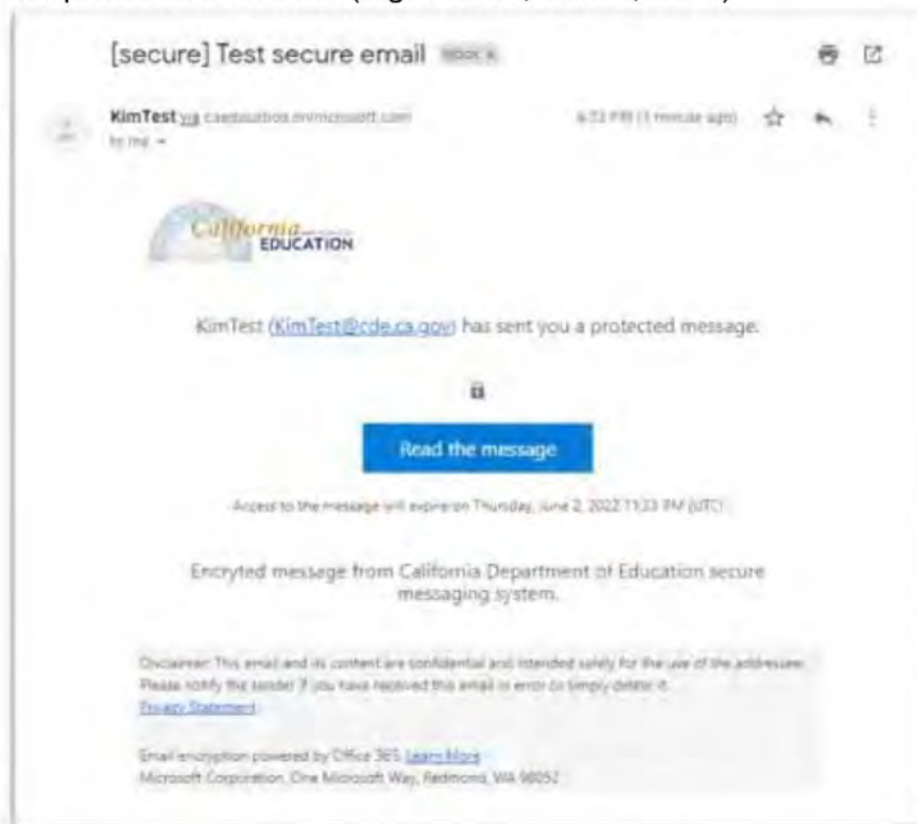 [secure] Test secure email Inbox x
KimTest via
to me
California
EDUCATION
KimTest (KimTest@cde.ca.gov) has sent you a protected message.
Read the message
Access to the message will expire on Thursday, June 2, 2022 11:33 PM (UTC)
Encryted message from California Department of Education secure
messaging system.
Disclaimer: This email and its content are confidential and intended solely for the use of the addressee.
Please notify the sender if you have received this email in error or simply delete it.
Privacy Statement
Email encryption powered by Office 365. Learn More
Microsoft Corporation, One Microsoft Way, Redmond, WA 98052